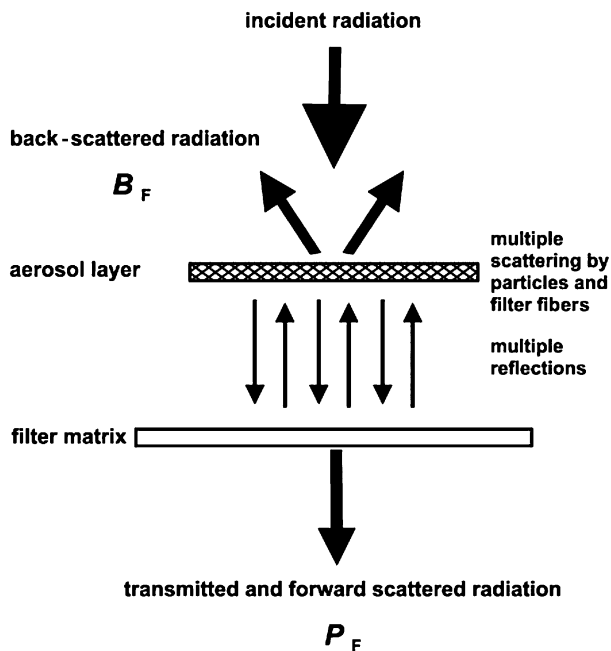 incident radiation
back-scattered radiation
B F
aerosol layer
multiple
scattering by
particles and
filter fibers
multiple
reflections
filter matrix
transmitted and forward scattered radiation
P F